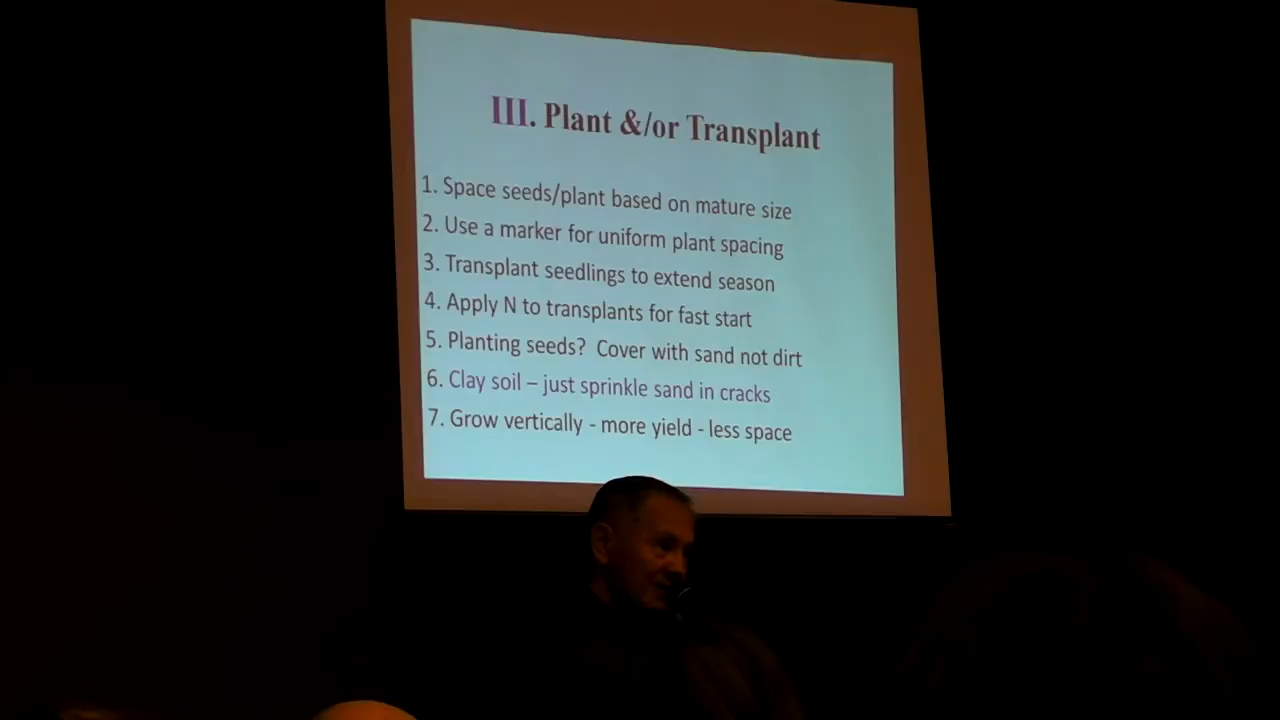 III. Plant &/or Transplant
1. Space seeds/plant based on mature size
2. Use a marker for uniform plant spacing
3. Transplant seedlings to extend season
4. Apply N to transplants for fast start
5. Planting seeds?  Cover with sand not dirt
6. Clay soil – just sprinkle sand in cracks
7. Grow vertically - more yield - less space